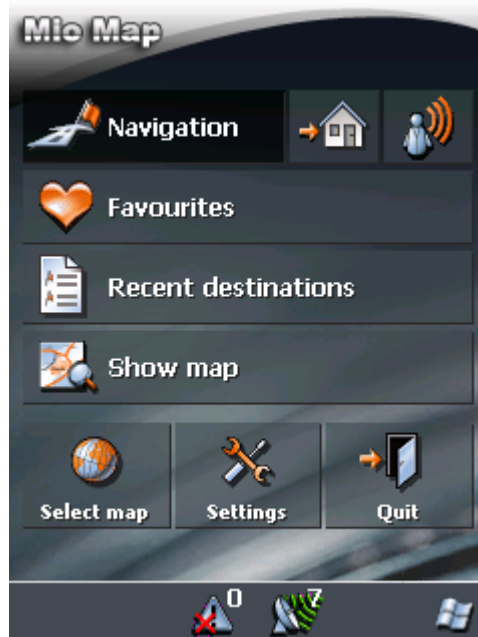 Mio Map
Navigation
Favourites
Recent destinations
Show map
Select map
Settings
Quit
0
7